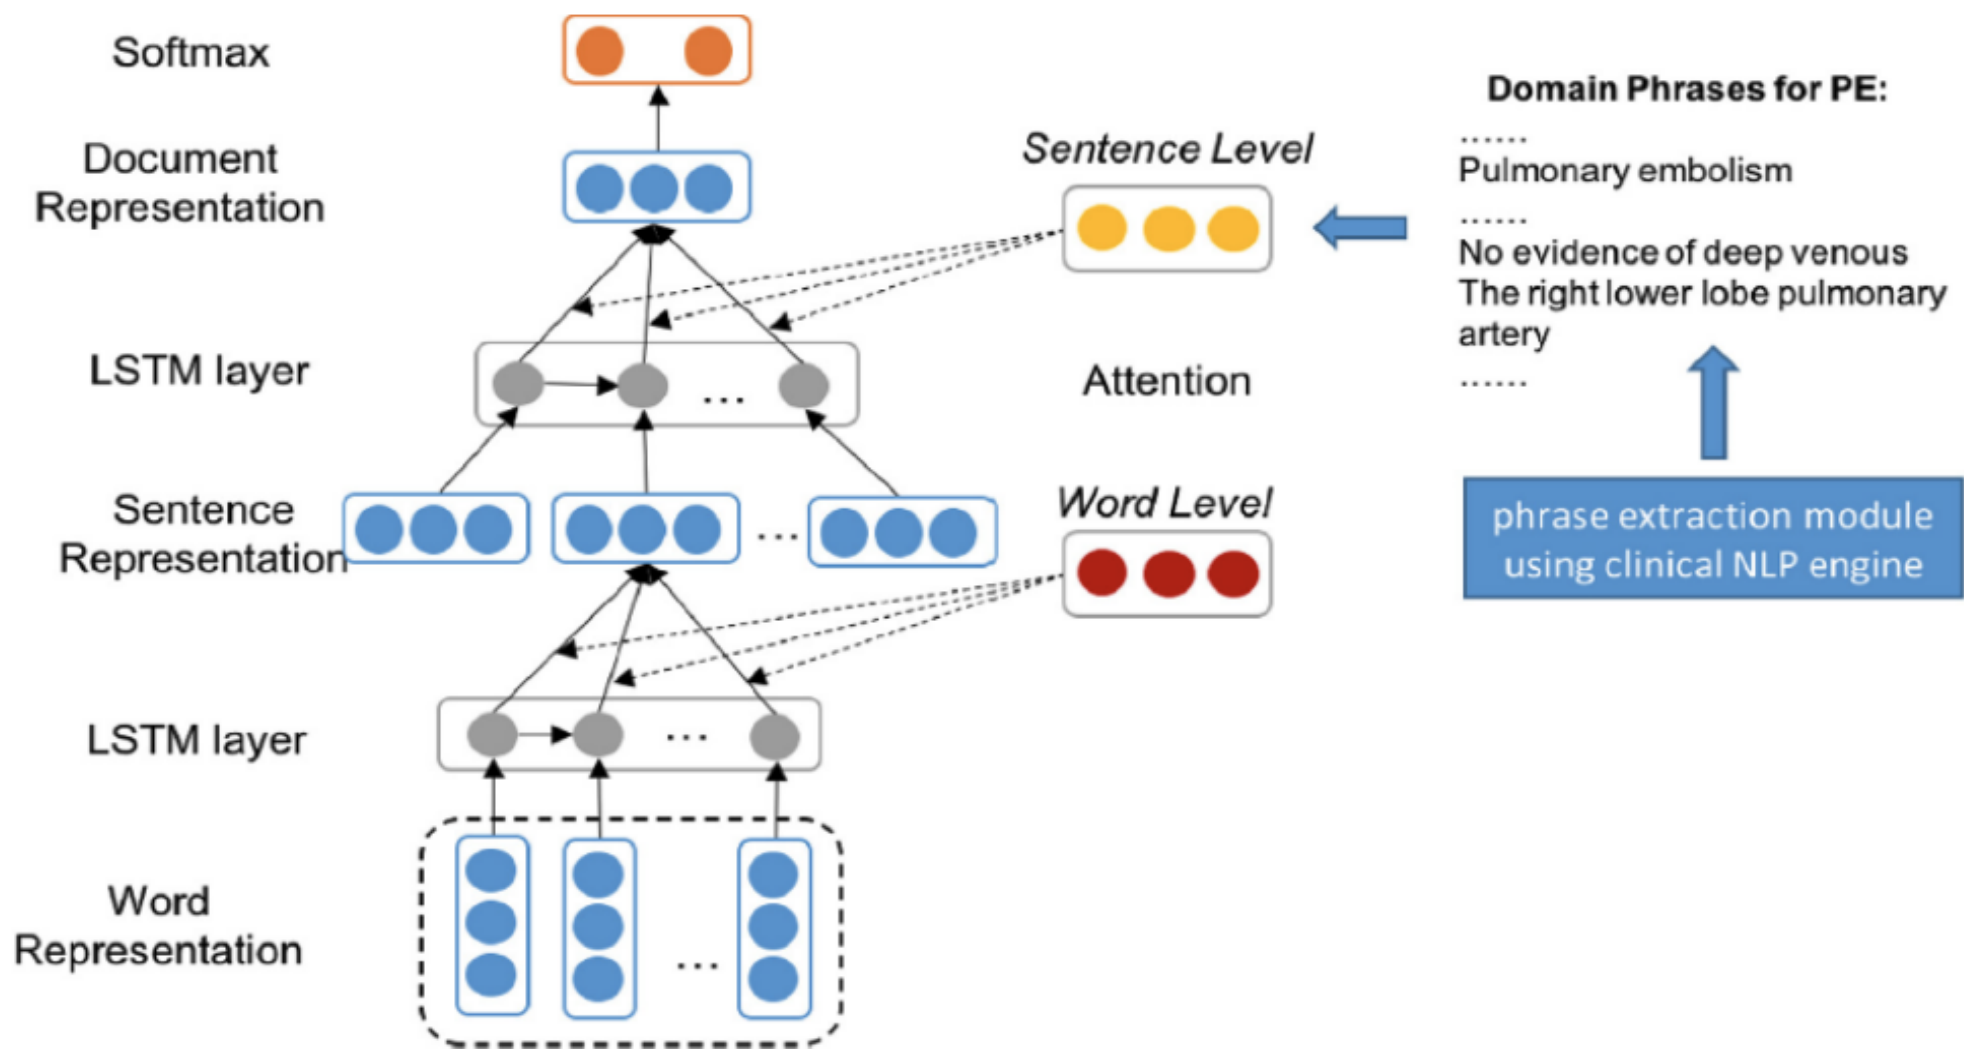 Softmax
Document
Representation
LSTM layer
Sentence
Representation
LSTM layer
Word
Representation
...
...
...
...
Sentence Level
Attention
Word Level
Domain Phrases for PE:
......
Pulmonary embolism
......
No evidence of deep venous
The right lower lobe pulmonary
artery
......
phrase extraction module
using clinical NLP engine